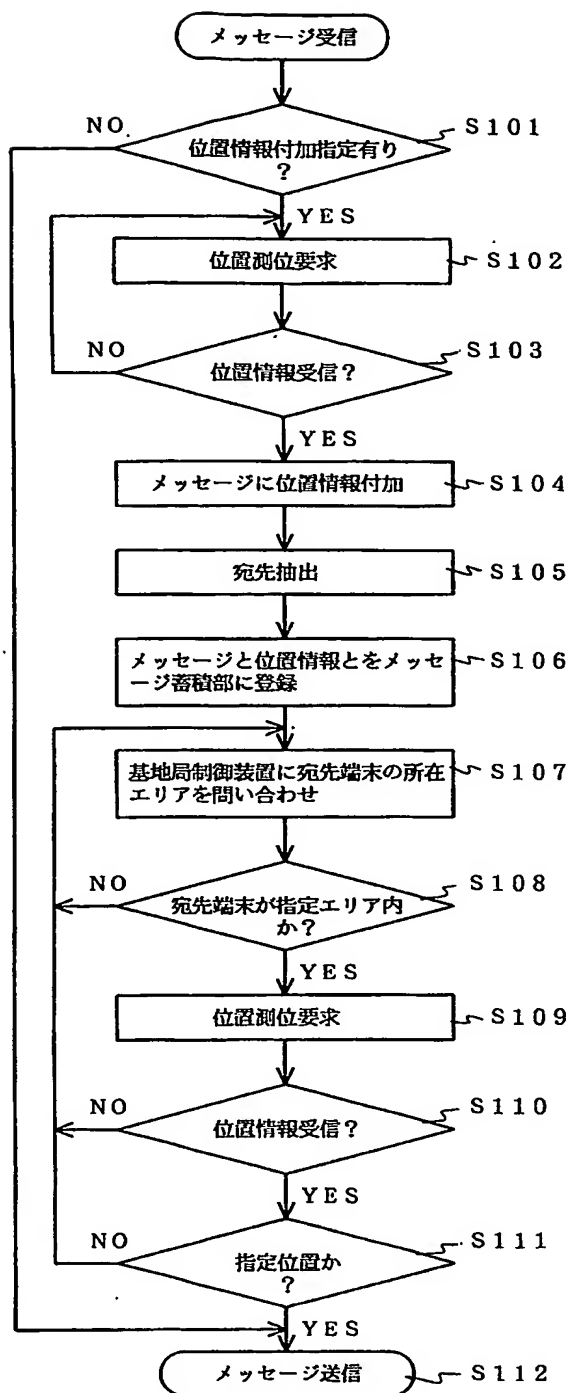 メッセージ受信
NO
S101
位置情報付加指定有り
?
YES
位置測位要求
S102
NO
S103
位置情報受信?
YES
メッセージに位置情報付加
S104
宛先抽出
S105
メッセージと位置情報とをメッセ
ージ蓄積部に登録
S106
基地局制御装置に宛先端末の所在
エリアを問い合わせ
S107
NO
S108
宛先端末が指定エリア内
か?
YES
位置測位要求
S109
NO
S110
位置情報受信?
YES
NO
S111
指定位置か
?
YES
メッセージ送信
S112